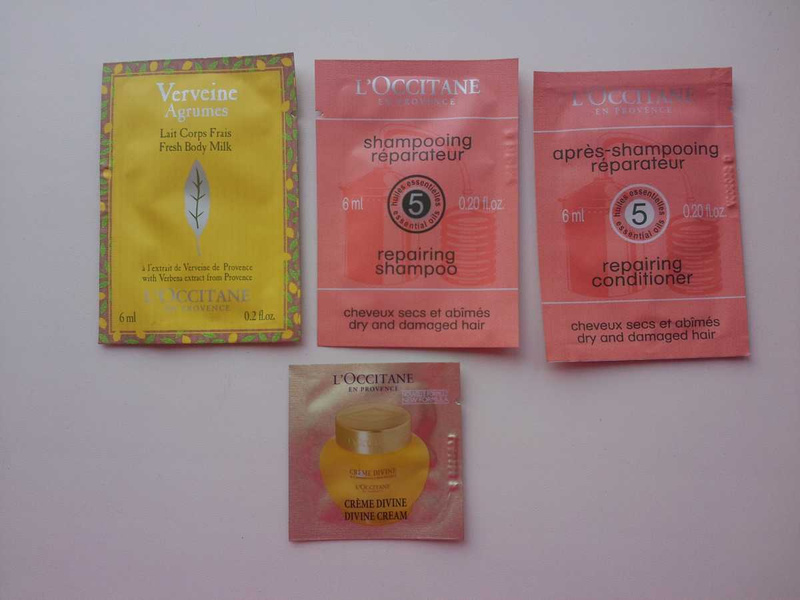 Verveine
Agrumes
Lait Corps Frais
Fresh Body Milk
à l'extrait de Verveine de Provence
with Verbena extract from Provence
L'OCCITANE
EN PROVENCE
6 ml
0.2 fl.oz.
L'OCCITANE
EN PROVENCE
shampooing
réparateur
6 ml
huiles essentielles
5
essential oils
0.20 fl.oz.
repairing
shampoo
cheveux secs et abîmés
dry and damaged hair
L'OCCITANE
EN PROVENCE
après-shampooing
réparateur
6 ml
huiles essentielles
5
essential oils
0.20 fl.oz.
repairing
conditioner
cheveux secs et abîmés
dry and damaged hair
L'OCCITANE
EN PROVENCE
CRÈME DIVINE
L'OCCITANE
CRÈME DIVINE
DIVINE CREAM